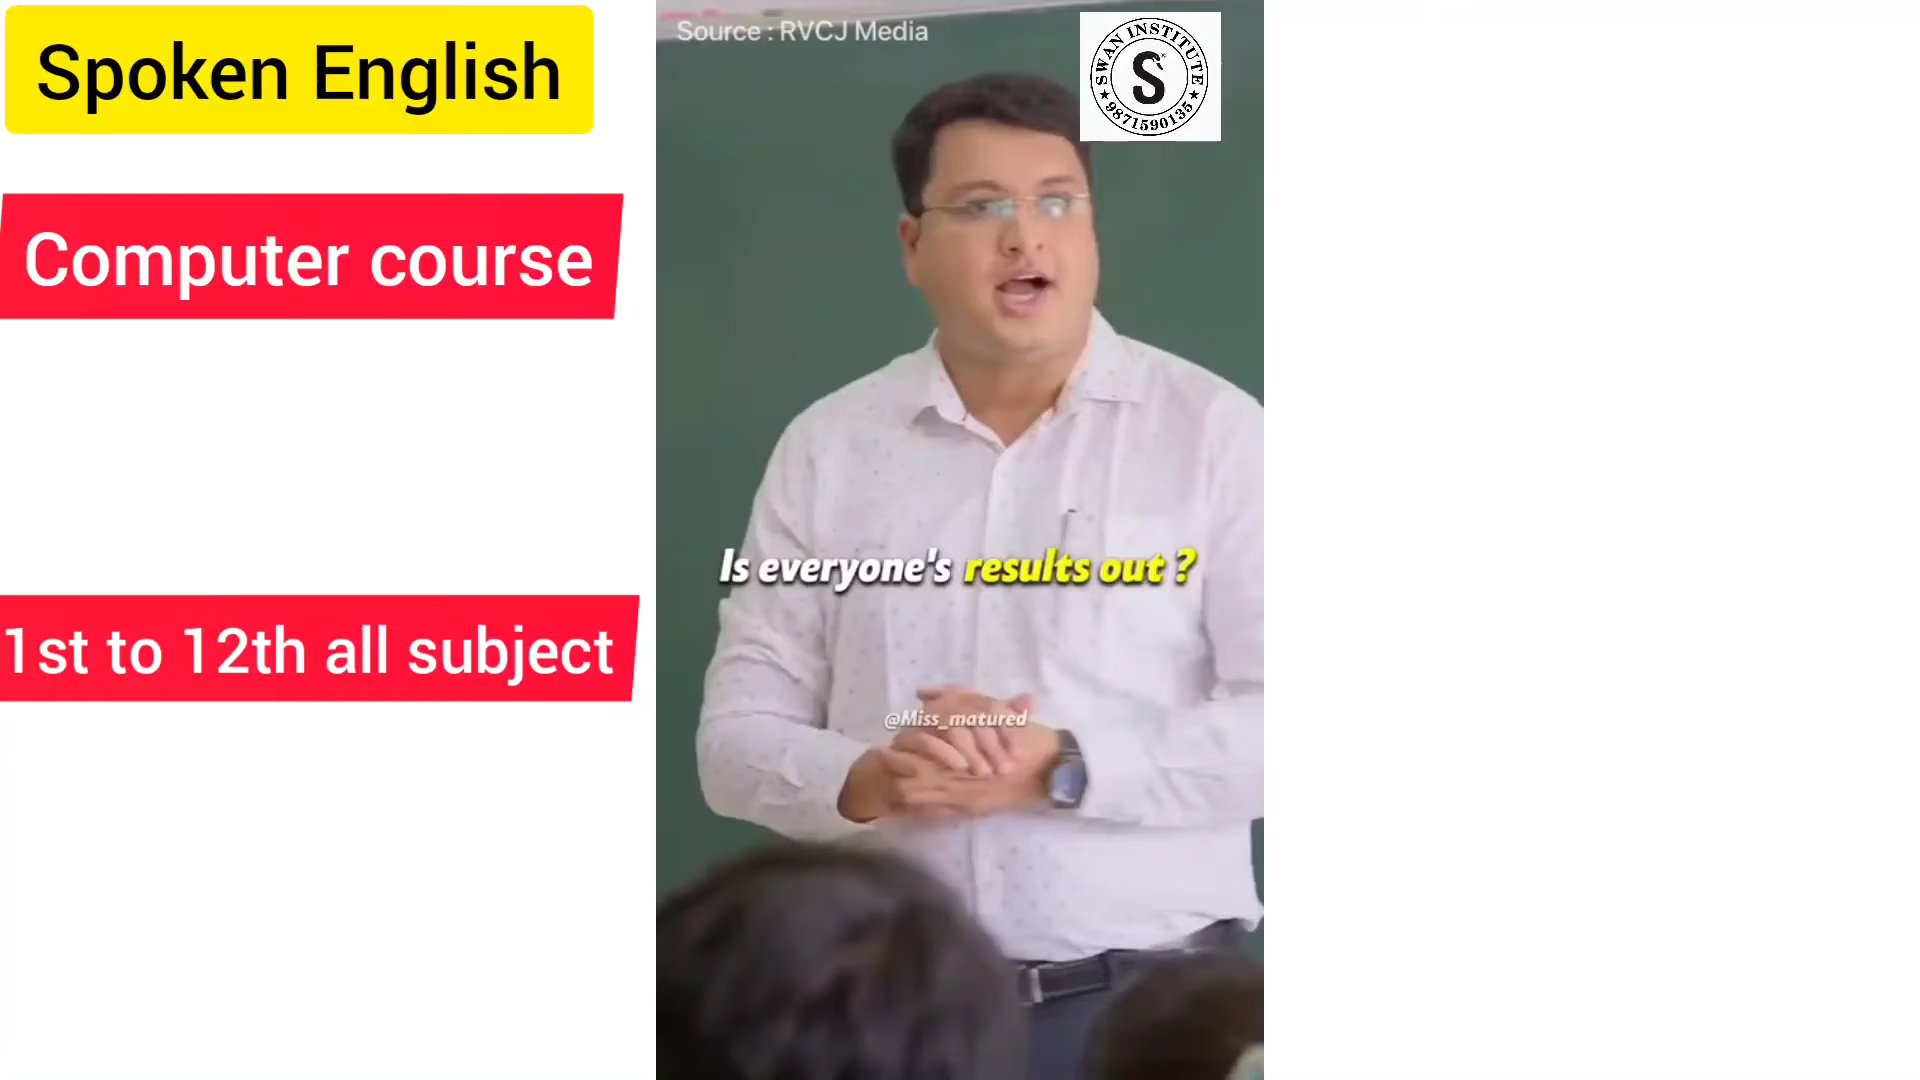 Spoken English
Computer course
1st to 12th all subject
Source : RVCJ Media
SWAN INSTITUTE
S
★ 9871590135 ★
Is everyone's results out ?
@Miss_matured